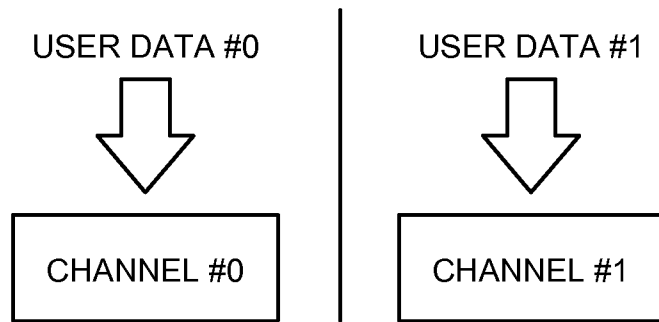 USER DATA #0
USER DATA #1
CHANNEL #0
CHANNEL #1